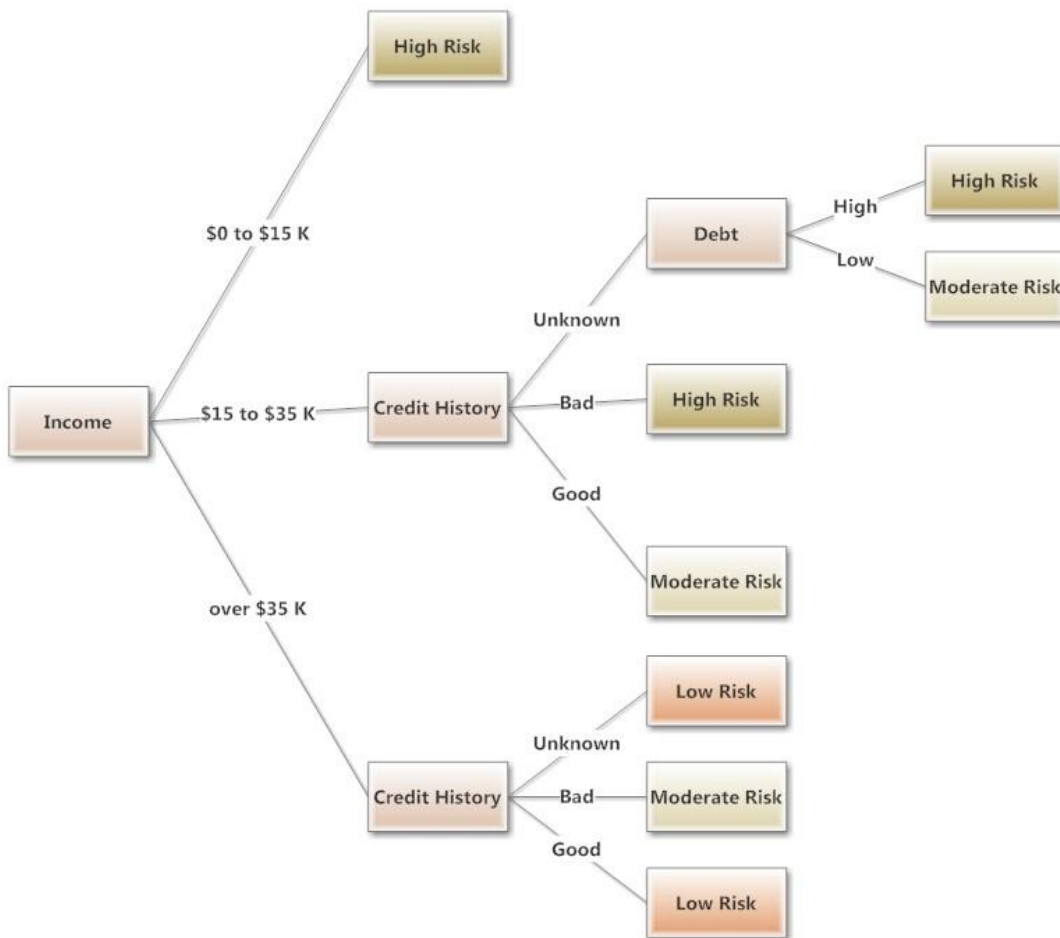 High Risk
$0 to $15 K
Income
$15 to $35 K
over $35 K
Credit History
Unknown
Bad
Good
Debt
High
Low
High Risk
Moderate Risk
High Risk
Moderate Risk
Credit History
Unknown
Bad
Good
Low Risk
Moderate Risk
Low Risk